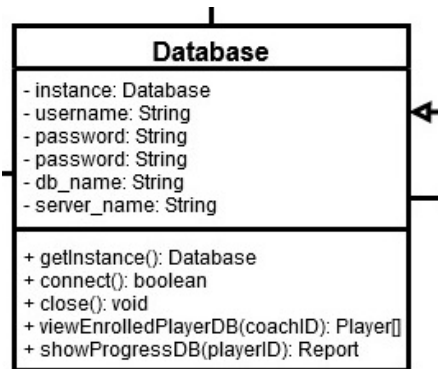 Database
- instance: Database
- username: String
- password: String
- password: String
- db_name: String
- server_name: String
+ getInstance(): Database
+ connect(): boolean
+ close(): void
+ viewEnrolledPlayerDB(coachID): Player[]
+ showProgressDB(playerID): Report